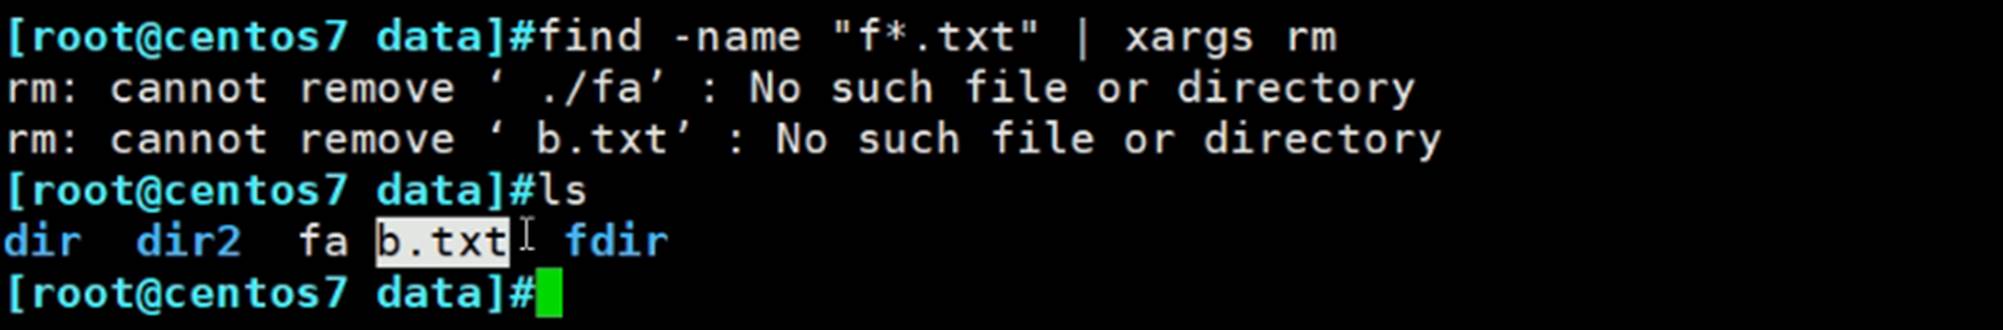 [root@centos7 data]#find -name "f*.txt" | xargs rm
rm: cannot remove ‘ ./fa’ : No such file or directory
rm: cannot remove ‘ b.txt’ : No such file or directory
[root@centos7 data]#ls
dir  dir2  fa b.txt  fdir
[root@centos7 data]#